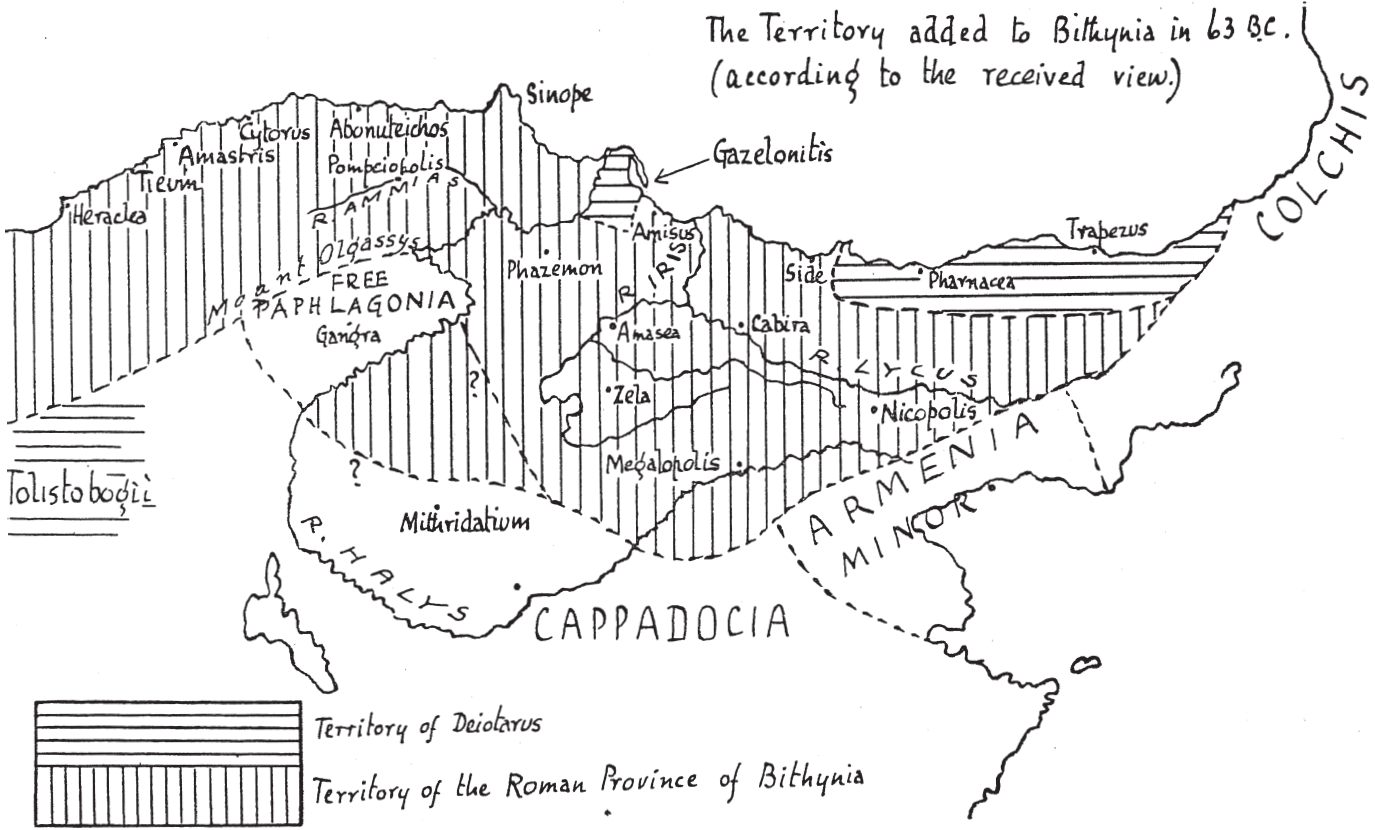 The Territory added to Bithynia in 63 B.C.
(according to the received view.)
Sinope
Cytorus
Abonuteichos
Amastris
Pompeiopolis
Gazelonitis
COLCHIS
Tieum
R. AMMIAS
Heraclea
Trapezus
Amisus
Mount Olgassys
Phazemon
Side
Pharnacea
FREE
PAPHLAGONIA
R. IRIS
Gangra
Amasea
Cabira
R. LYCUS
?
Zela
Nicopolis
Tolistobogii
?
Megalopolis
ARMENIA
MINOR
Mithridatium
R. HALYS
CAPPADOCIA
Territory of Deiotarus
Territory of the Roman Province of Bithynia